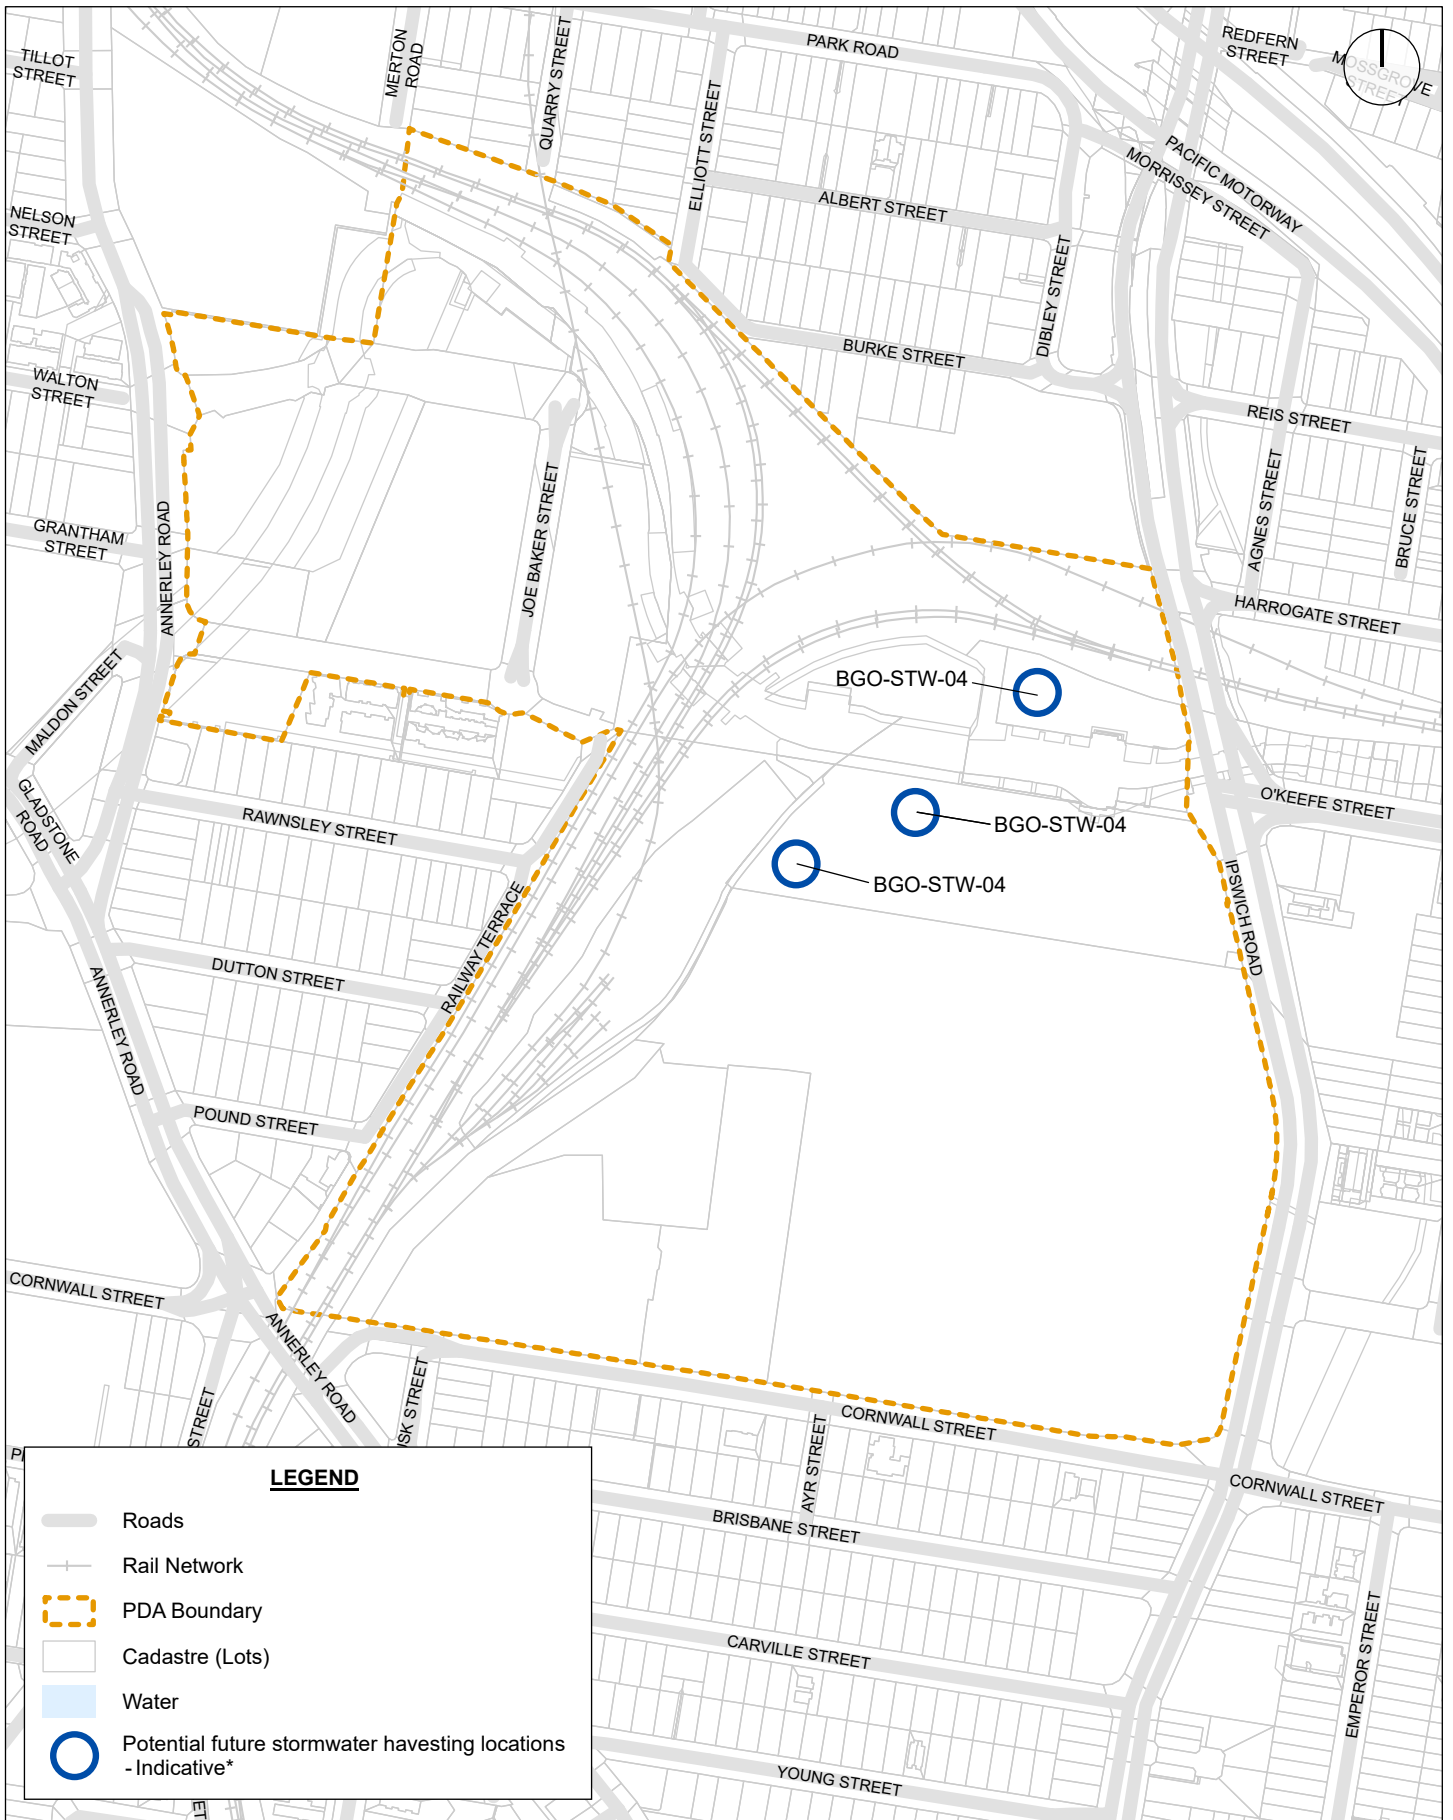 TILLOT
STREET
MERTON
ROAD
QUARRY STREET
PARK ROAD
REDFERN
STREET
MOSSGROVE
STREET
ELLIOTT STREET
PACIFIC MOTORWAY
MORRISSEY STREET
NELSON
STREET
ALBERT STREET
DIBLEY STREET
BURKE STREET
WALTON
STREET
REIS STREET
JOE BAKER STREET
AGNES STREET
BRUCE STREET
GRANTHAM
STREET
ANNERLEY ROAD
HARROGATE STREET
MALDON STREET
BGO-STW-04
GLADSTONE
ROAD
RAWNSLEY STREET
BGO-STW-04
O'KEEFE STREET
BGO-STW-04
IPSWICH ROAD
RAILWAY TERRACE
DUTTON STREET
ANNERLEY ROAD
POUND STREET
CORNWALL STREET
ANNERLEY ROAD
STREET
ISK STREET
CORNWALL STREET
AYR STREET
CORNWALL STREET
BRISBANE STREET
EMPEROR STREET
CARVILLE STREET
YOUNG STREET
LEGEND
Roads
Rail Network
PDA Boundary
Cadastre (Lots)
Water
Potential future stormwater havesting locations
- Indicative*
ET